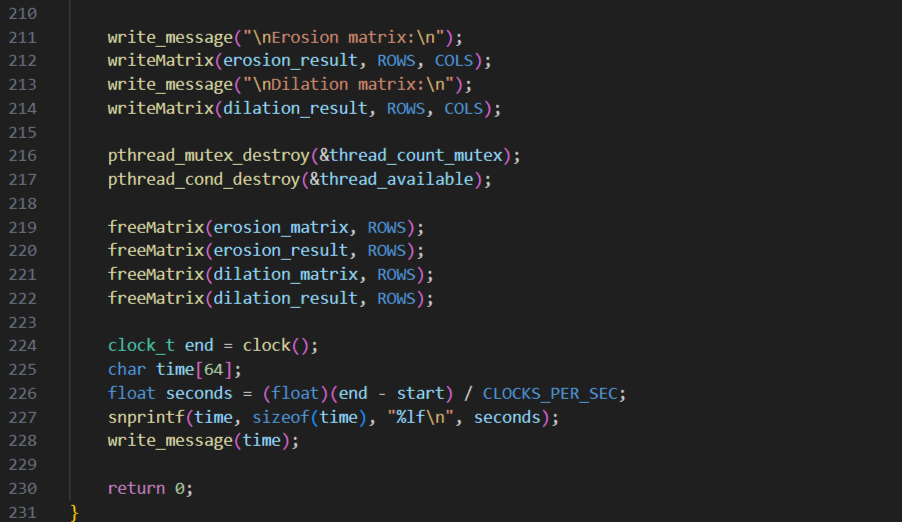 210
211 write_message("\nErosion matrix:\n");
212 writeMatrix(erosion_result, ROWS, COLS);
213 write_message("\nDilation matrix:\n");
214 writeMatrix(dilation_result, ROWS, COLS);
215
216 pthread_mutex_destroy(&thread_count_mutex);
217 pthread_cond_destroy(&thread_available);
218
219 freeMatrix(erosion_matrix, ROWS);
220 freeMatrix(erosion_result, ROWS);
221 freeMatrix(dilation_matrix, ROWS);
222 freeMatrix(dilation_result, ROWS);
223
224 clock_t end = clock();
225 char time[64];
226 float seconds = (float)(end - start) / CLOCKS_PER_SEC;
227 snprintf(time, sizeof(time), "%lf\n", seconds);
228 write_message(time);
229
230 return 0;
231 }